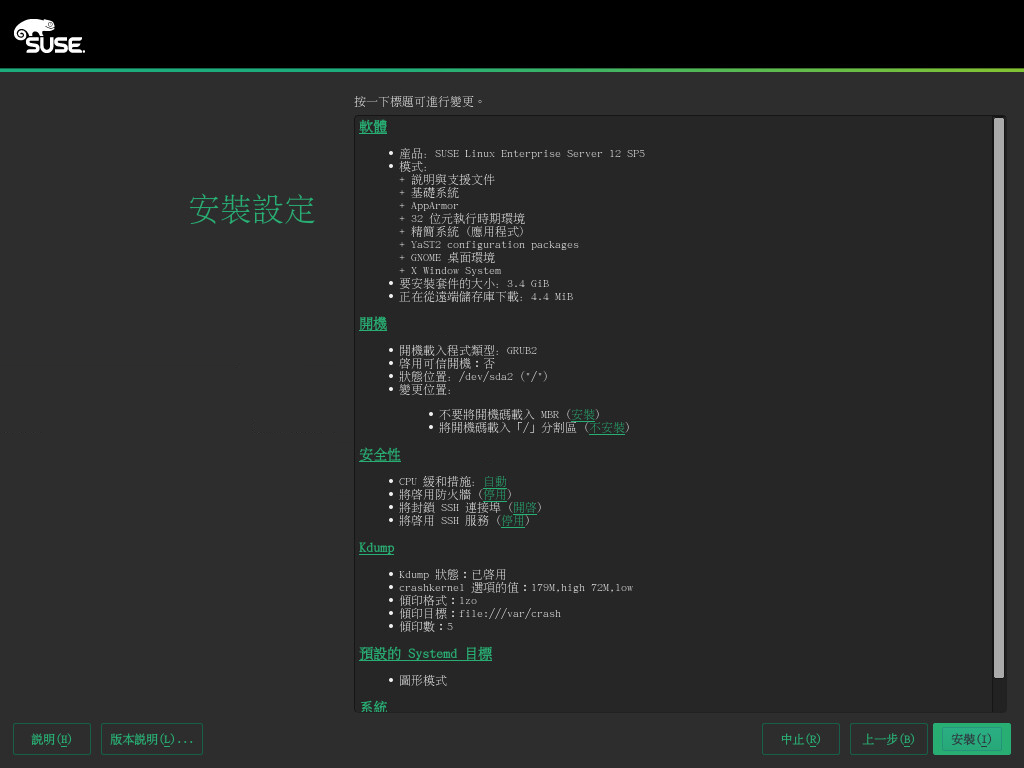 SUSE.
按一下標題可進行變更。
安裝設定
軟體
• 產品: SUSE Linux Enterprise Server 12 SP5
• 模式:
+ 說明與支援文件
+ 基礎系統
+ AppArmor
+ 32 位元執行時期環境
+ 精簡系統 (應用程式)
+ YaST2 configuration packages
+ GNOME 桌面環境
+ X Window System
• 要安裝套件的大小: 3.4 GiB
• 正在從遠端儲存庫下載: 4.4 MiB
開機
• 開機載入程式類型: GRUB2
• 啓用可信開機：否
• 狀態位置: /dev/sda2 ("/")
• 變更位置:
• 不要將開機碼載入 MBR (安裝)
• 將開機碼載入「/」分割區 (不安裝)
安全性
• CPU 緩和措施: 自動
• 將啓用防火牆 (停用)
• 將封鎖 SSH 連接埠 (開啓)
• 將啓用 SSH 服務 (停用)
Kdump
• Kdump 狀態：已啓用
• crashkernel 選項的值：179M,high 72M,low
• 傾印格式：lzo
• 傾印目標：file:///var/crash
• 傾印數：5
預設的 Systemd 目標
• 圖形模式
系統
說明(H) 版本說明(L)... 中止(R) 上一步(B) 安裝(I)